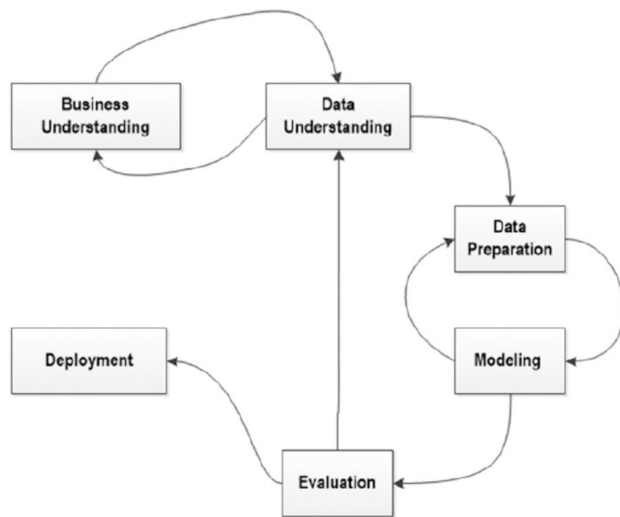 Business
Understanding
Data
Understanding
Data
Preparation
Modeling
Deployment
Evaluation